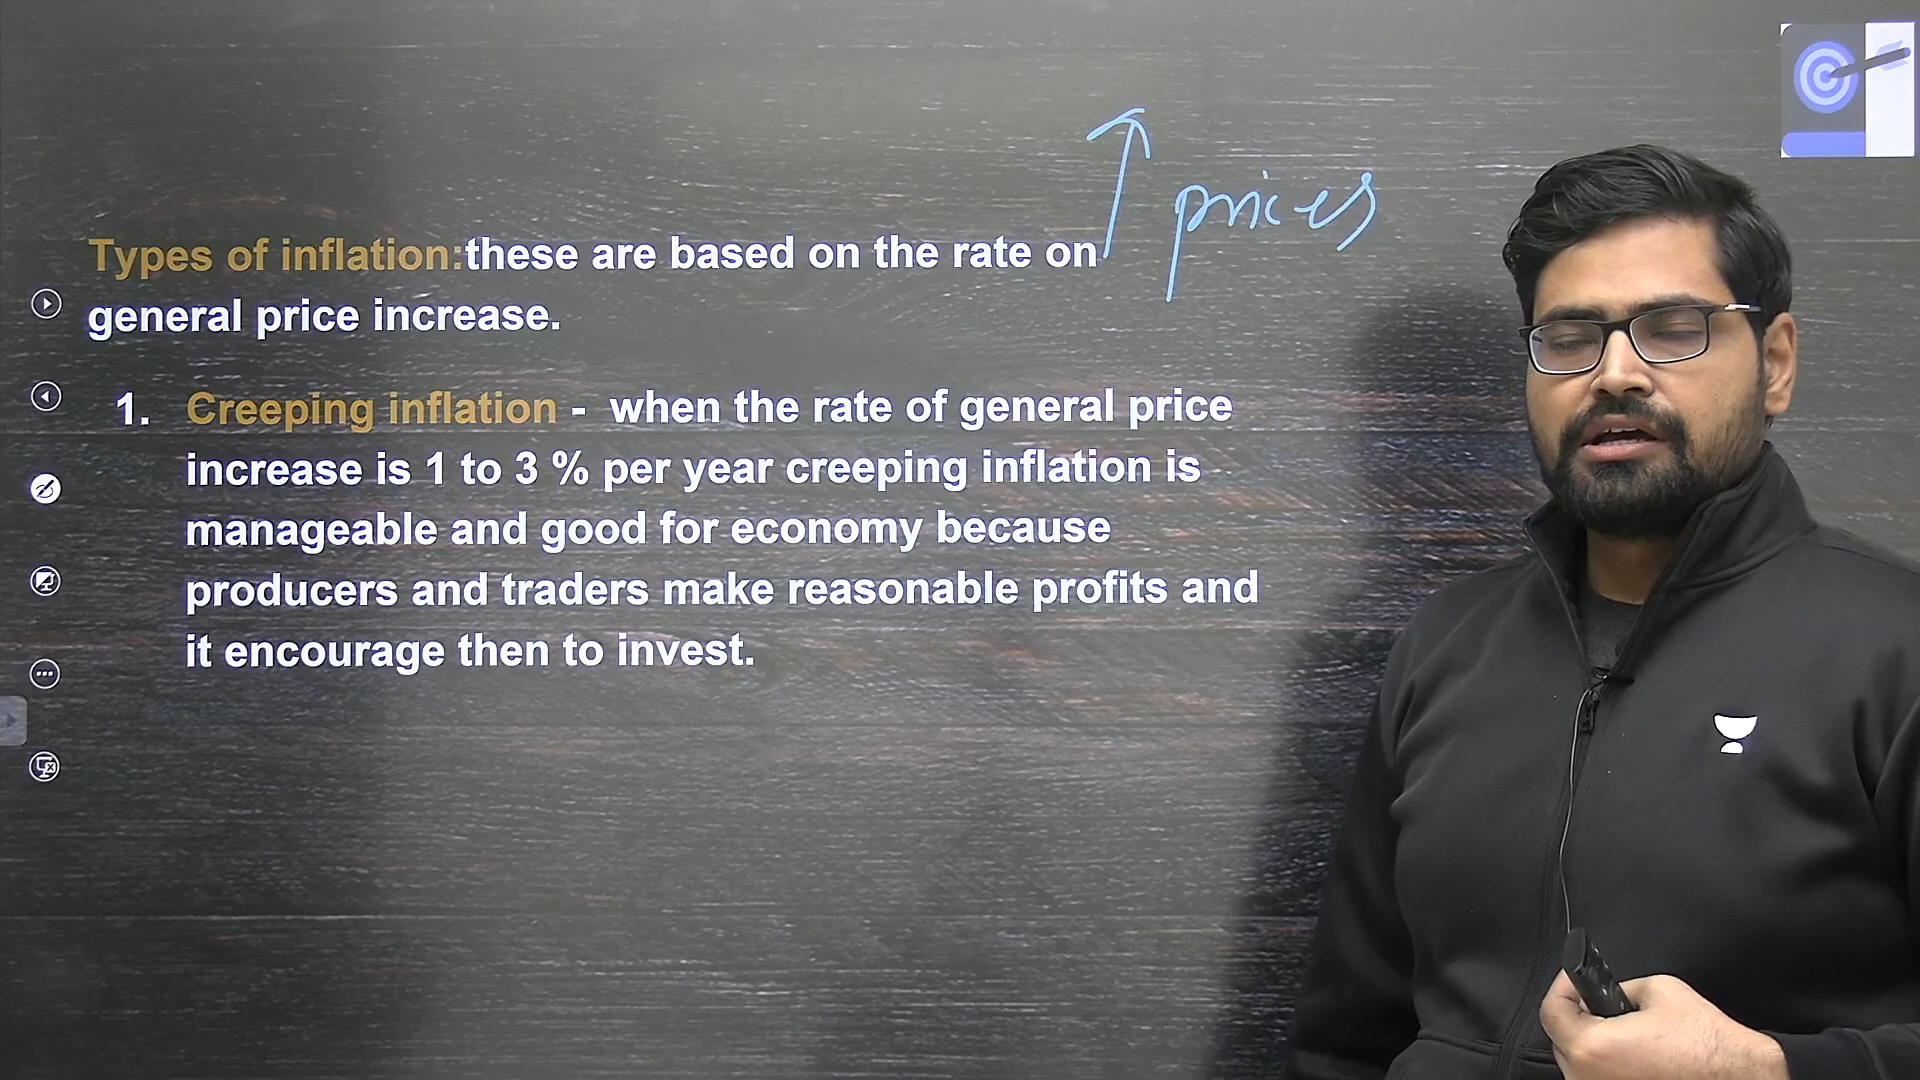 ↑ prices
Types of inflation:these are based on the rate on
general price increase.
1. Creeping inflation - when the rate of general price
increase is 1 to 3 % per year creeping inflation is
manageable and good for economy because
producers and traders make reasonable profits and
it encourage then to invest.